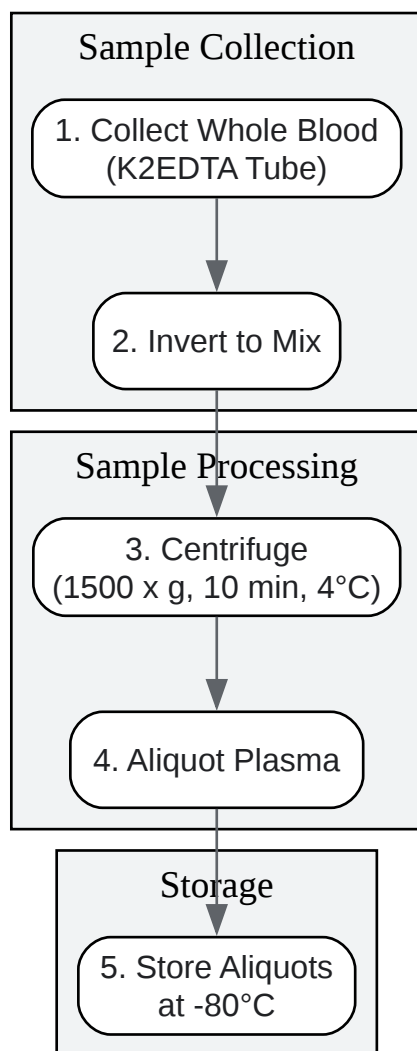 Sample Collection
1. Collect Whole Blood
(K2EDTA Tube)
2. Invert to Mix
Sample Processing
3. Centrifuge
(1500 x g, 10 min, 4°C)
4. Aliquot Plasma
Storage
5. Store Aliquots
at -80°C